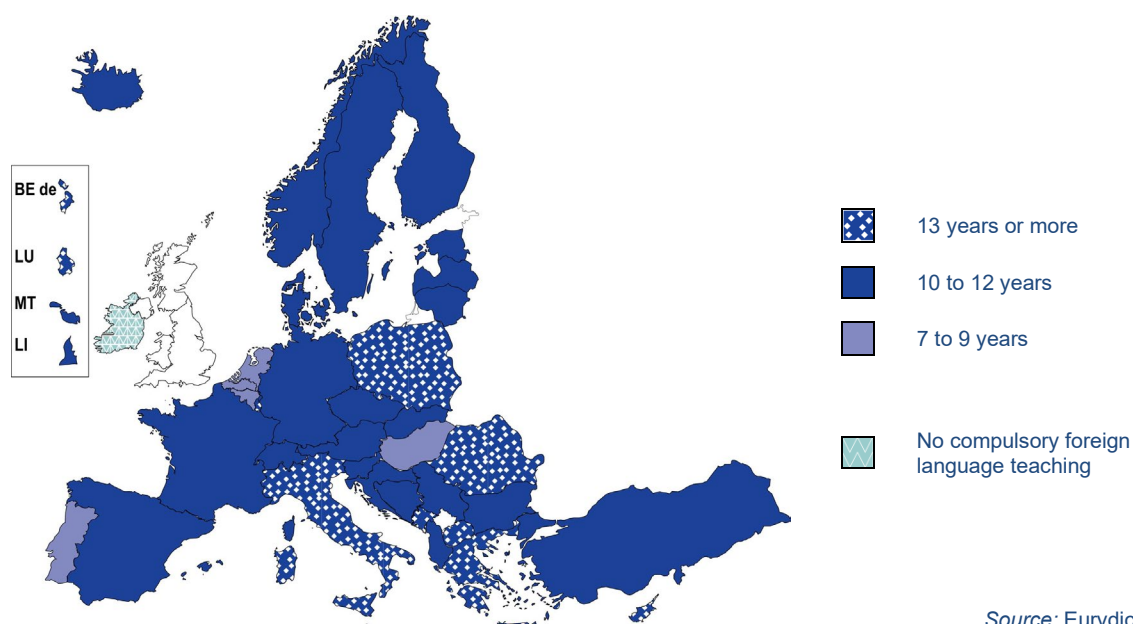 BE de
LU
MT
LI
13 years or more
10 to 12 years
7 to 9 years
No compulsory foreign
language teaching
Source: